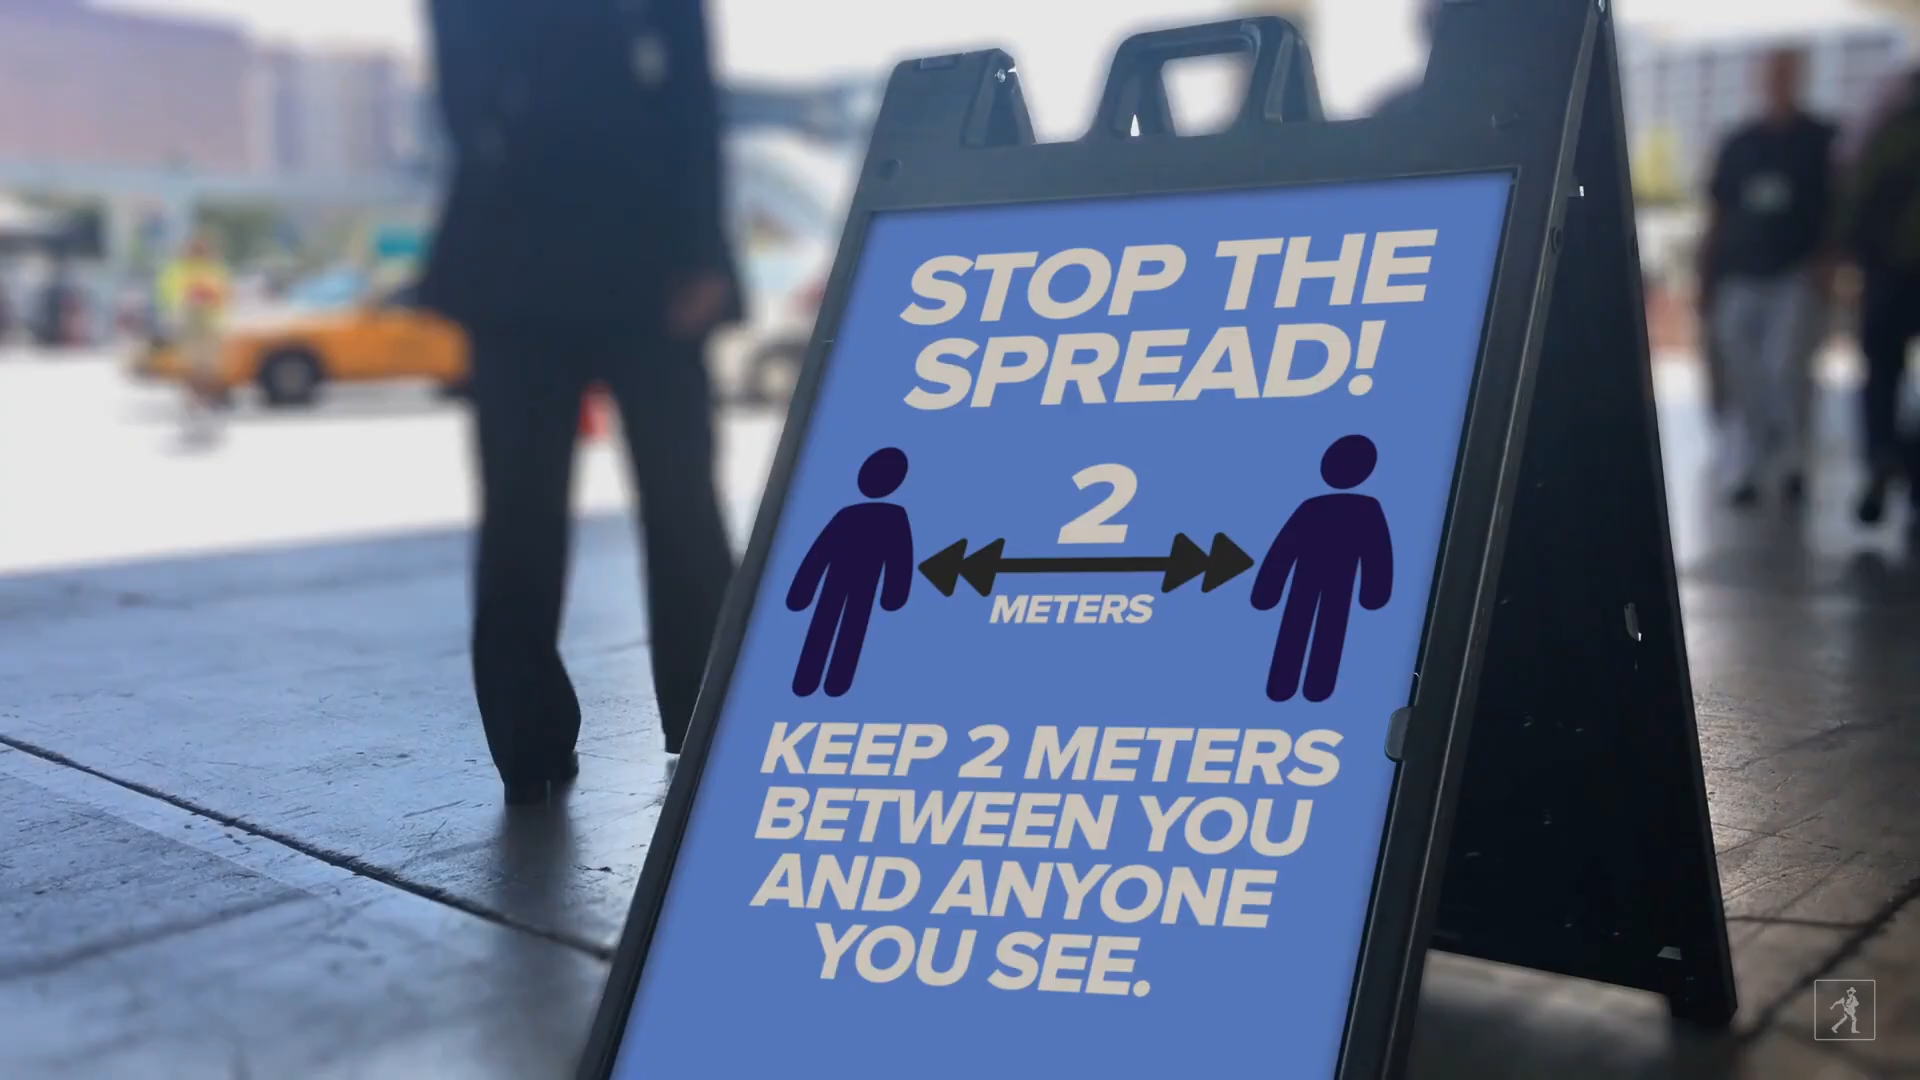 STOP THE
SPREAD!
2
METERS
KEEP 2 METERS
BETWEEN YOU
AND ANYONE
YOU SEE.